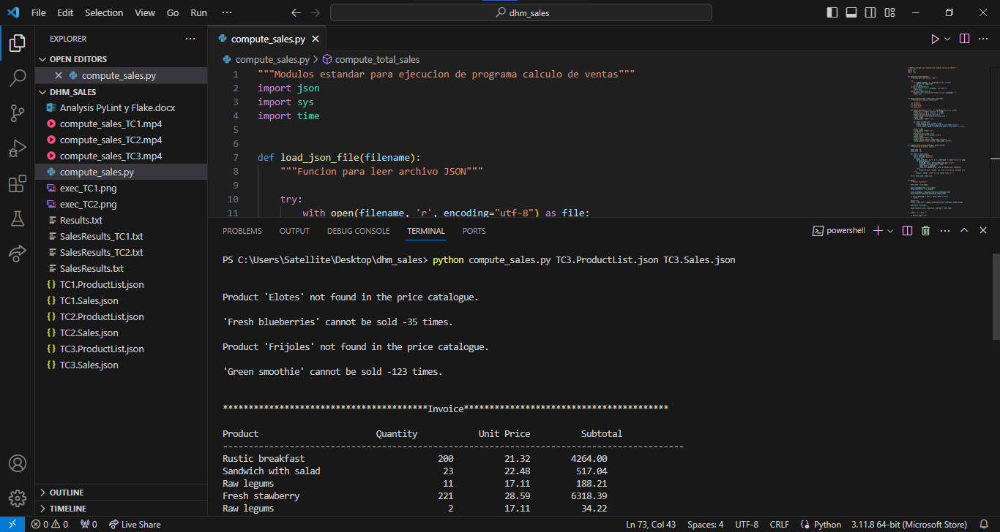 File Edit Selection View Go Run ··· dhm_sales
EXPLORER ···
OPEN EDITORS
compute_sales.py
DHM_SALES
Analysis PyLint y Flake.docx
compute_sales_TC1.mp4
compute_sales_TC2.mp4
compute_sales_TC3.mp4
compute_sales.py
exec_TC1.png
exec_TC2.png
Results.txt
SalesResults_TC1.txt
SalesResults_TC2.txt
SalesResults.txt
{} TC1.ProductList.json
{} TC1.Sales.json
{} TC2.ProductList.json
{} TC2.Sales.json
{} TC3.ProductList.json
{} TC3.Sales.json
OUTLINE
TIMELINE
compute_sales.py
compute_sales.py > compute_total_sales
1 """Modulos estandar para ejecucion de programa calculo de ventas"""
2 import json
3 import sys
4 import time
5
6
7 def load_json_file(filename):
8 """Funcion para leer archivo JSON"""
9
10 try:
11 with open(filename, 'r', encoding="utf-8") as file:
PROBLEMS OUTPUT DEBUG CONSOLE TERMINAL PORTS powershell
PS C:\Users\Satellite\Desktop\dhm_sales> python compute_sales.py TC3.ProductList.json TC3.Sales.json
Product 'Elotes' not found in the price catalogue.
'Fresh blueberries' cannot be sold -35 times.
Product 'Frijoles' not found in the price catalogue.
'Green smoothie' cannot be sold -123 times.
****************************************Invoice****************************************
Product Quantity Unit Price Subtotal
------------------------------------------------------------------------------------------
Rustic breakfast 200 21.32 4264.00
Sandwich with salad 23 22.48 517.04
Raw legums 11 17.11 188.21
Fresh stawberry 221 28.59 6318.39
Raw legums 2 17.11 34.22
0 0 0 Live Share Ln 73, Col 43 Spaces: 4 UTF-8 CRLF Python 3.11.8 64-bit (Microsoft Store)